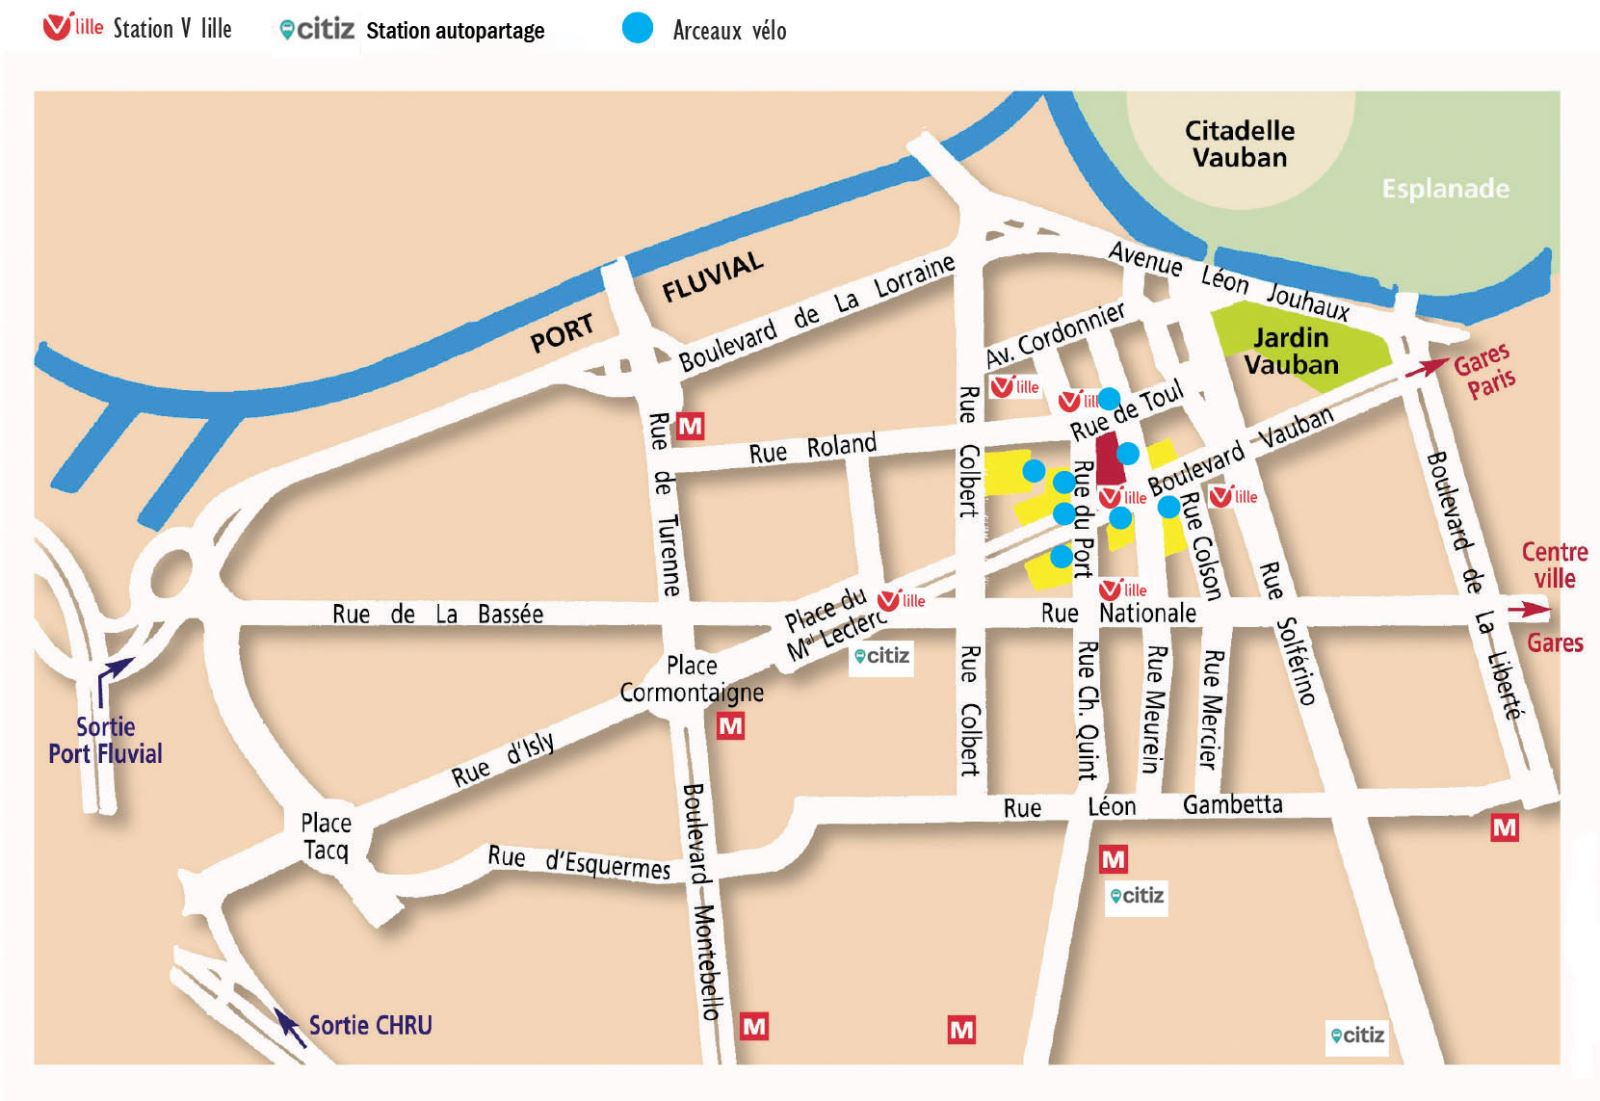 V lille Station V lille
citiz Station autopartage
Arceaux vélo
Citadelle
Vauban
Esplanade
PORT FLUVIAL
Boulevard de La Lorraine
Avenue Léon Jouhaux
Av. Cordonnier
Jardin
Vauban
Gares
Paris
V lille
V lille
Rue de Toul
M
Rue Roland
Rue Colbert
Rue de Turenne
Boulevard Vauban
V lille
V lille
Rue du Port
Rue Colson
Boulevard de La Liberté
Centre
ville
Gares
Rue de La Bassée
Place du
Mal Leclerc
V lille
V lille
Rue Nationale
Rue Solférino
citiz
Place
Cormontaigne
M
Rue Colbert
Rue Ch. Quint
Rue Meurein
Rue Mercier
Sortie
Port Fluvial
Rue d'Isly
Rue Léon Gambetta
Place
Tacq
Rue d'Esquermes
Boulevard Montebello
M
M
citiz
Sortie CHRU
M
M
citiz